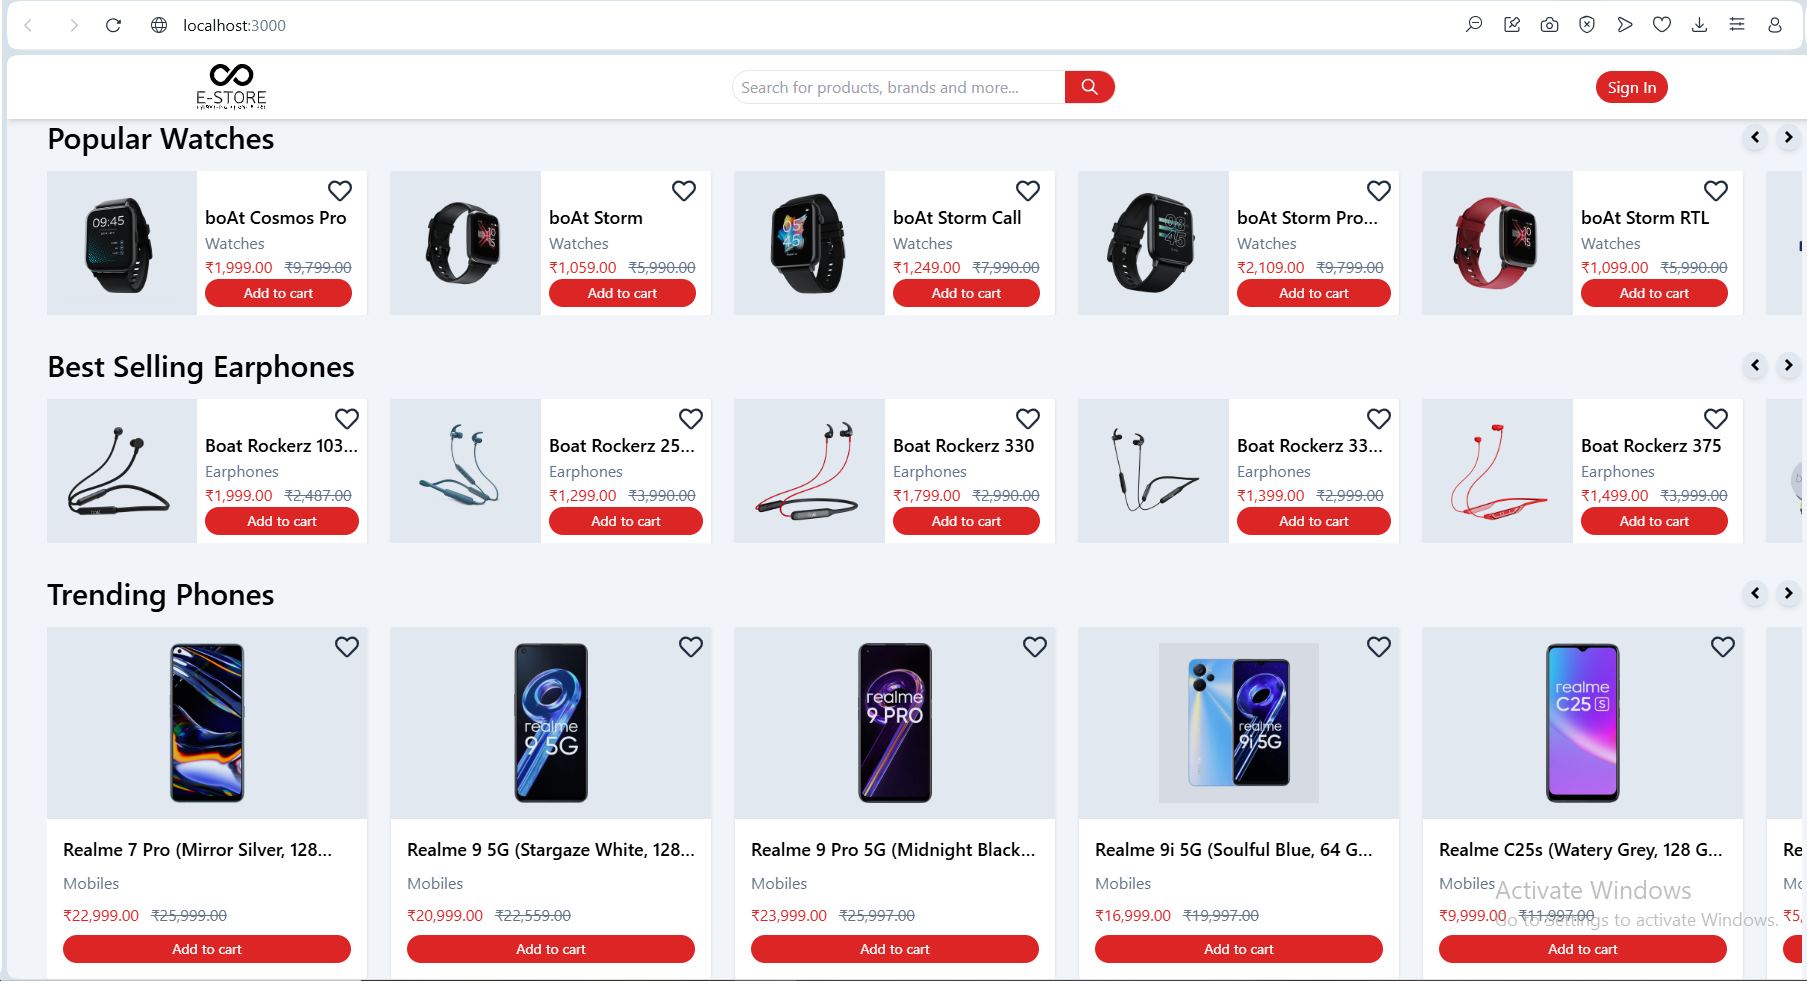 localhost:3000
E-STORE
Search for products, brands and more...
Sign In
Popular Watches
boAt Cosmos Pro
Watches
₹1,999.00 ₹9,799.00
Add to cart
boAt Storm
Watches
₹1,059.00 ₹5,990.00
Add to cart
boAt Storm Call
Watches
₹1,249.00 ₹7,990.00
Add to cart
boAt Storm Pro...
Watches
₹2,109.00 ₹9,799.00
Add to cart
boAt Storm RTL
Watches
₹1,099.00 ₹5,990.00
Add to cart
Best Selling Earphones
Boat Rockerz 103...
Earphones
₹1,999.00 ₹2,487.00
Add to cart
Boat Rockerz 25...
Earphones
₹1,299.00 ₹3,990.00
Add to cart
Boat Rockerz 330
Earphones
₹1,799.00 ₹2,990.00
Add to cart
Boat Rockerz 33...
Earphones
₹1,399.00 ₹2,999.00
Add to cart
Boat Rockerz 375
Earphones
₹1,499.00 ₹3,999.00
Add to cart
Trending Phones
Realme 7 Pro (Mirror Silver, 128...
Mobiles
₹22,999.00 ₹25,999.00
Add to cart
realme
9 5G
Realme 9 5G (Stargaze White, 128...
Mobiles
₹20,999.00 ₹22,559.00
Add to cart
realme
9 PRO
Realme 9 Pro 5G (Midnight Black...
Mobiles
₹23,999.00 ₹25,997.00
Add to cart
realme
9i 5G
Realme 9i 5G (Soulful Blue, 64 G...
Mobiles
₹16,999.00 ₹19,997.00
Add to cart
realme
C25 S
Realme C25s (Watery Grey, 128 G...
Mobiles
₹9,999.00 ₹11,997.00
Add to cart
Re
Mo
₹5,
Activate Windows
Go to Settings to activate Windows.